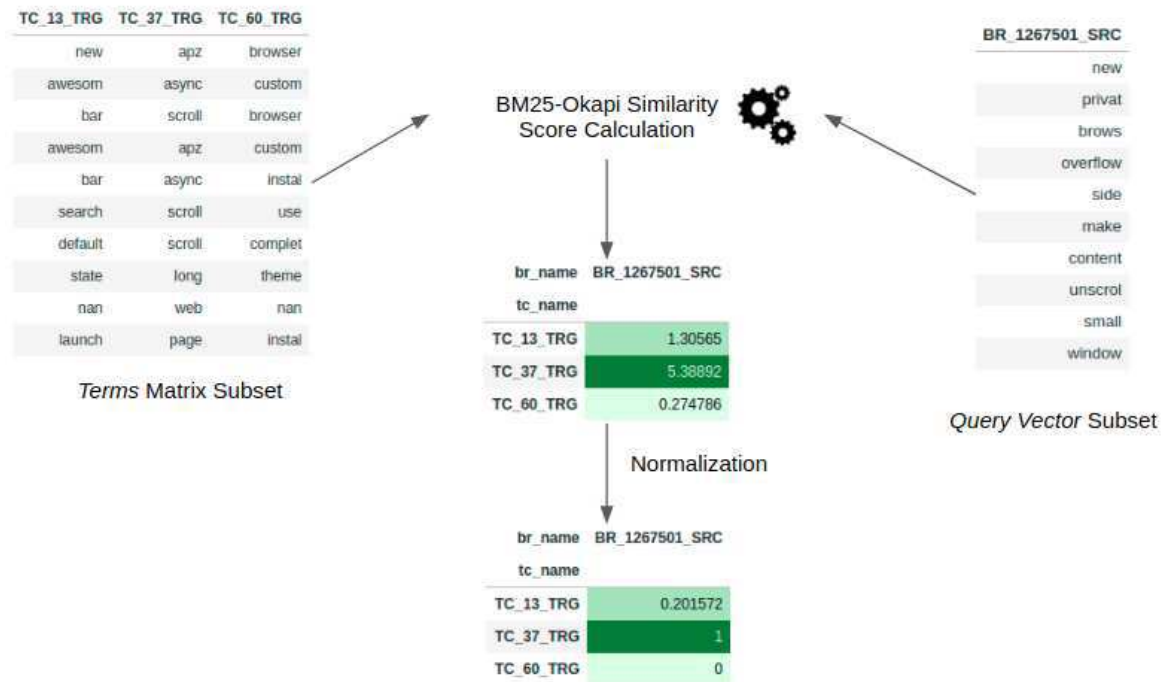 TC_13_TRG TC_37_TRG TC_60_TRG
new apz browser
awesom async custom
bar scroll browser
awesom apz custom
bar async instal
search scroll use
default scroll complet
state long theme
nan web nan
launch page instal
Terms Matrix Subset
BM25-Okapi Similarity
Score Calculation
BR_1267501_SRC
new
privat
brows
overflow
side
make
content
unscrol
small
window
Query Vector Subset
br_name BR_1267501_SRC
tc_name
TC_13_TRG 1.30565
TC_37_TRG 5.38892
TC_60_TRG 0.274786
Normalization
br_name BR_1267501_SRC
tc_name
TC_13_TRG 0.201572
TC_37_TRG 1
TC_60_TRG 0